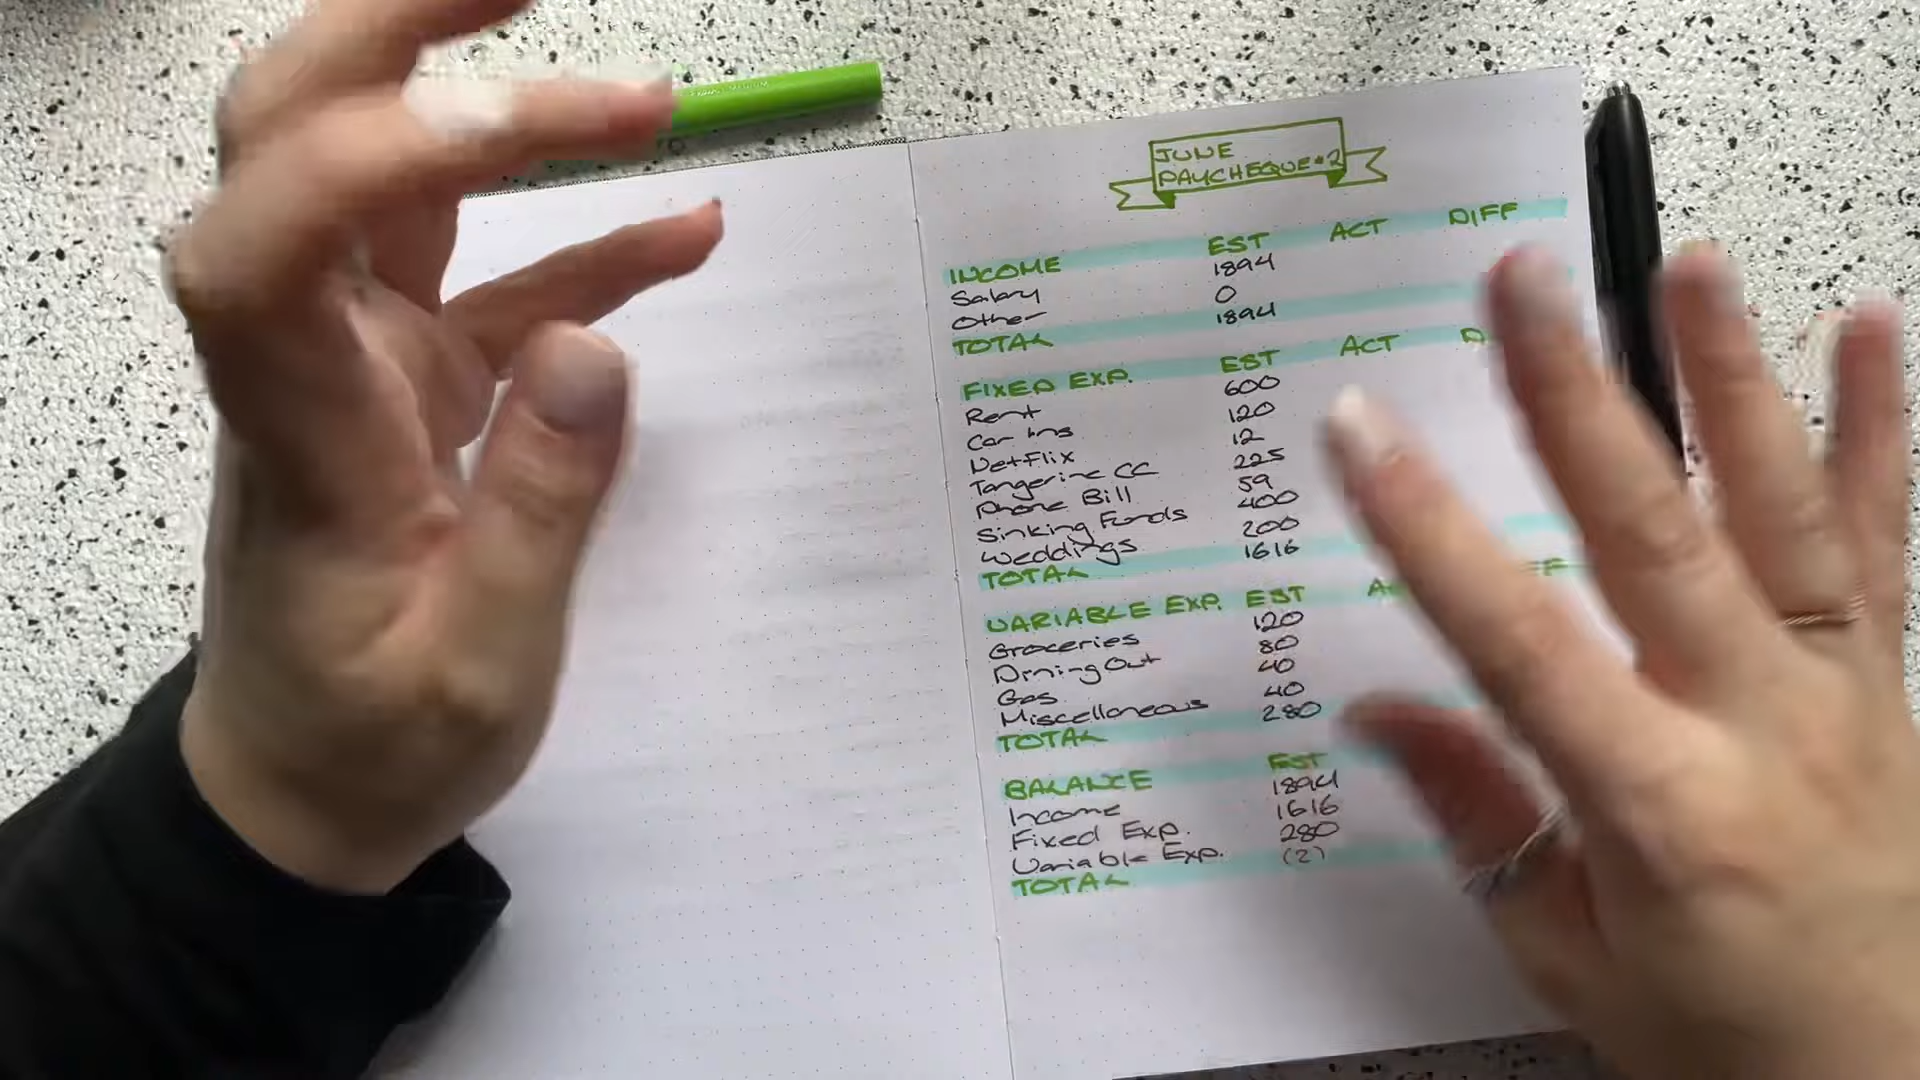 JUNE
PAYCHEQUE #2
INCOME EST ACT DIFF
Salary 1894
Other 0
TOTAL 1894
FIXED EXP. EST ACT
Rent 600
Car Ins 120
Netflix 12
Tangerine CC 225
Phone Bill 59
Sinking Funds 400
Weddings 200
TOTAL 1616
VARIABLE EXP. EST
Groceries 120
Dining Out 80
Gas 40
Miscellaneous 40
TOTAL 280
BALANCE EST
Income 1894
Fixed Exp. 1616
Variable Exp. 280
TOTAL (2)